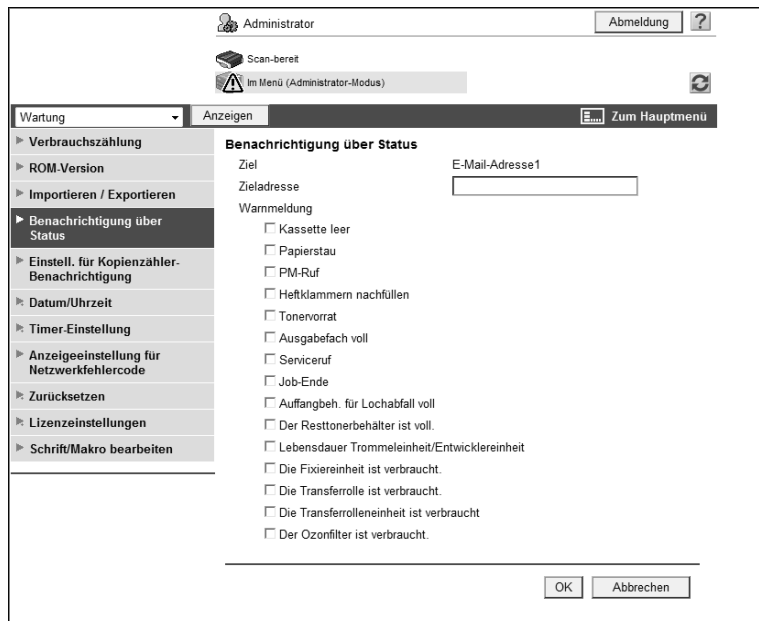 Administrator
Abmeldung
?
Scan-bereit
Im Menü (Administrator-Modus)
Wartung
Anzeigen
Zum Hauptmenü
Verbrauchszählung
ROM-Version
Importieren / Exportieren
Benachrichtigung über
Status
Einstell. für Kopienzähler-
Benachrichtigung
Datum/Uhrzeit
Timer-Einstellung
Anzeigeeinstellung für
Netzwerkfehlercode
Zurücksetzen
Lizenzeinstellungen
Schrift/Makro bearbeiten
Benachrichtigung über Status
Ziel E-Mail-Adresse1
Zieladresse
Warnmeldung
Kassette leer
Papierstau
PM-Ruf
Heftklammern nachfüllen
Tonervorrat
Ausgabefach voll
Serviceruf
Job-Ende
Auffangbeh. für Lochabfall voll
Der Resttonerbehälter ist voll.
Lebensdauer Trommeleinheit/Entwicklereinheit
Die Fixiereinheit ist verbraucht.
Die Transferrolle ist verbraucht.
Die Transferrolleneinheit ist verbraucht
Der Ozonfilter ist verbraucht.
OK Abbrechen